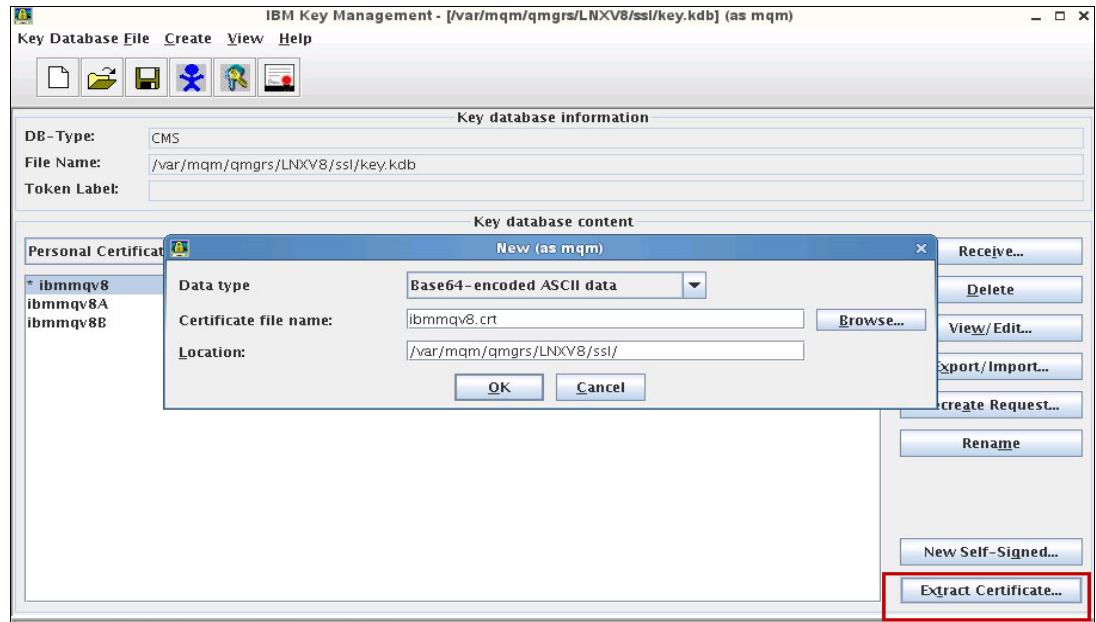 IBM Key Management - [/var/mqm/qmgrs/LNXV8/ssl/key.kdb] (as mqm)
Key Database File Create View Help
Key database information
DB-Type: CMS
File Name: /var/mqm/qmgrs/LNXV8/ssl/key.kdb
Token Label:
Key database content
Personal Certificat
* ibmmqv8
ibmmqv8A
ibmmqv8B
New (as mqm)
Data type Base64-encoded ASCII data
Certificate file name: ibmmqv8.crt Browse...
Location: /var/mqm/qmgrs/LNXV8/ssl/
OK Cancel
Receive...
Delete
View/Edit...
xport/Import...
create Request...
Rename
New Self-Signed...
Extract Certificate...